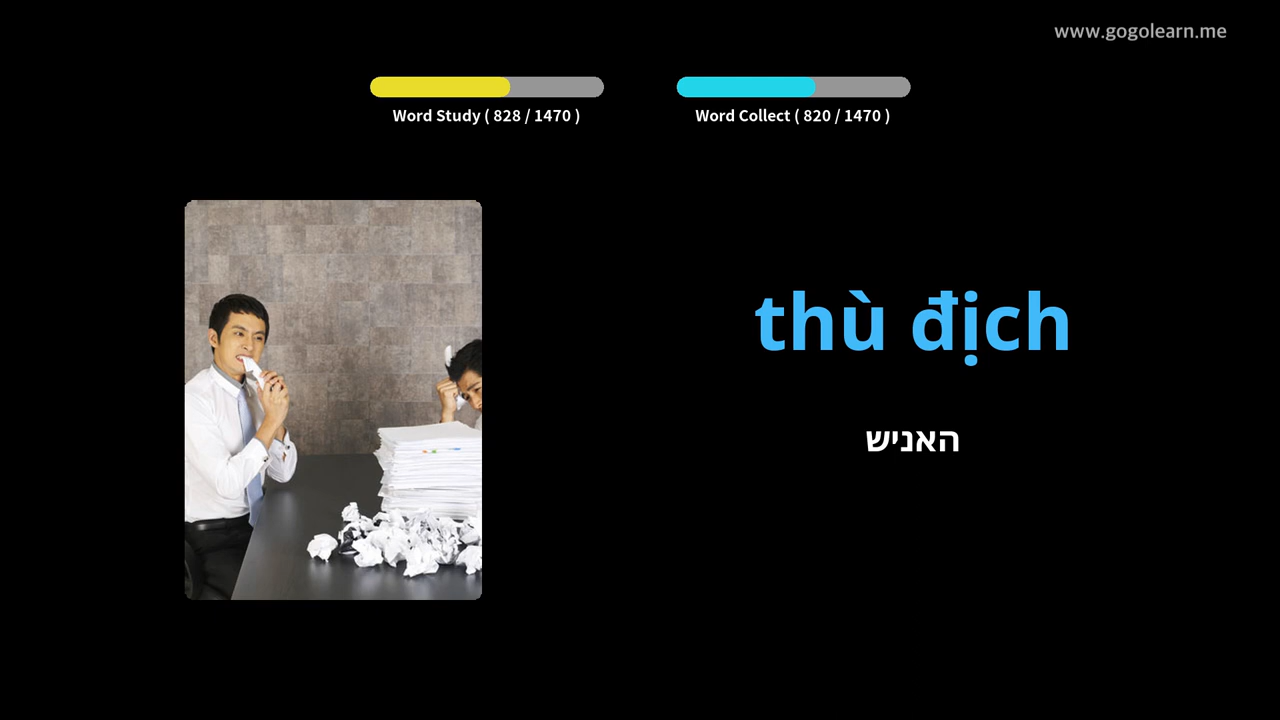 www.gogolearn.me
Word Study ( 828 / 1470 )
Word Collect ( 820 / 1470 )
thù địch
האניש